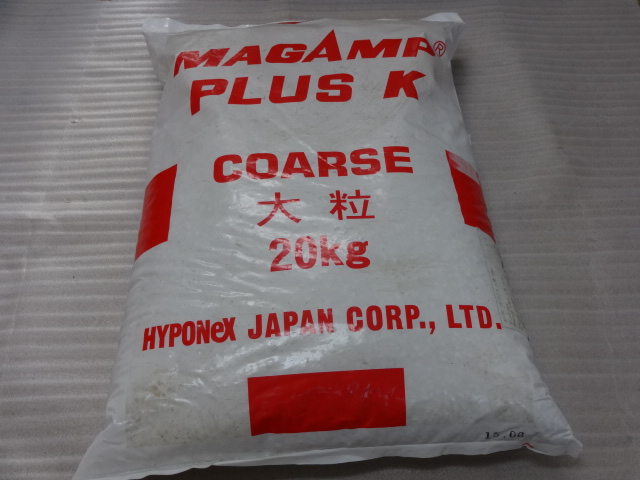 MAGAMP®
PLUS K
COARSE
大粒
20kg
HYPONeX JAPAN CORP., LTD.